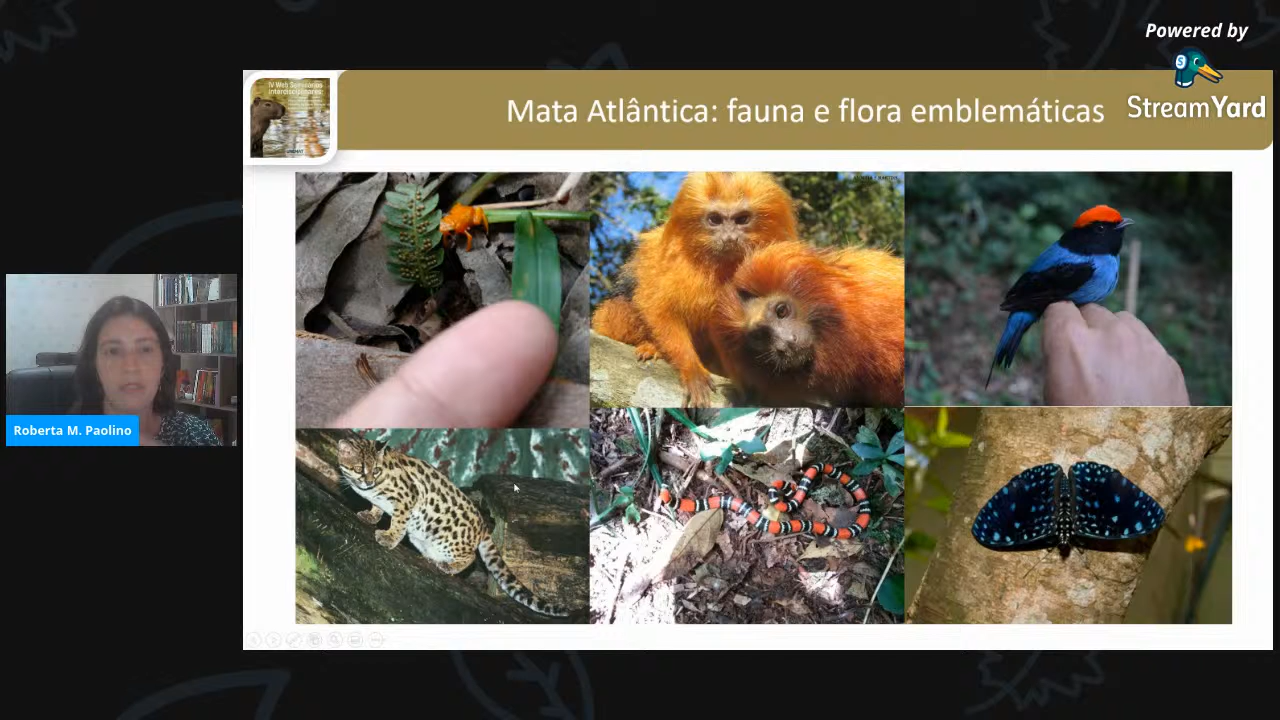 Powered by
StreamYard
IV Web Seminários
Interdisciplinares
Mata Atlântica: fauna e flora emblemáticas
Roberta M. Paolino